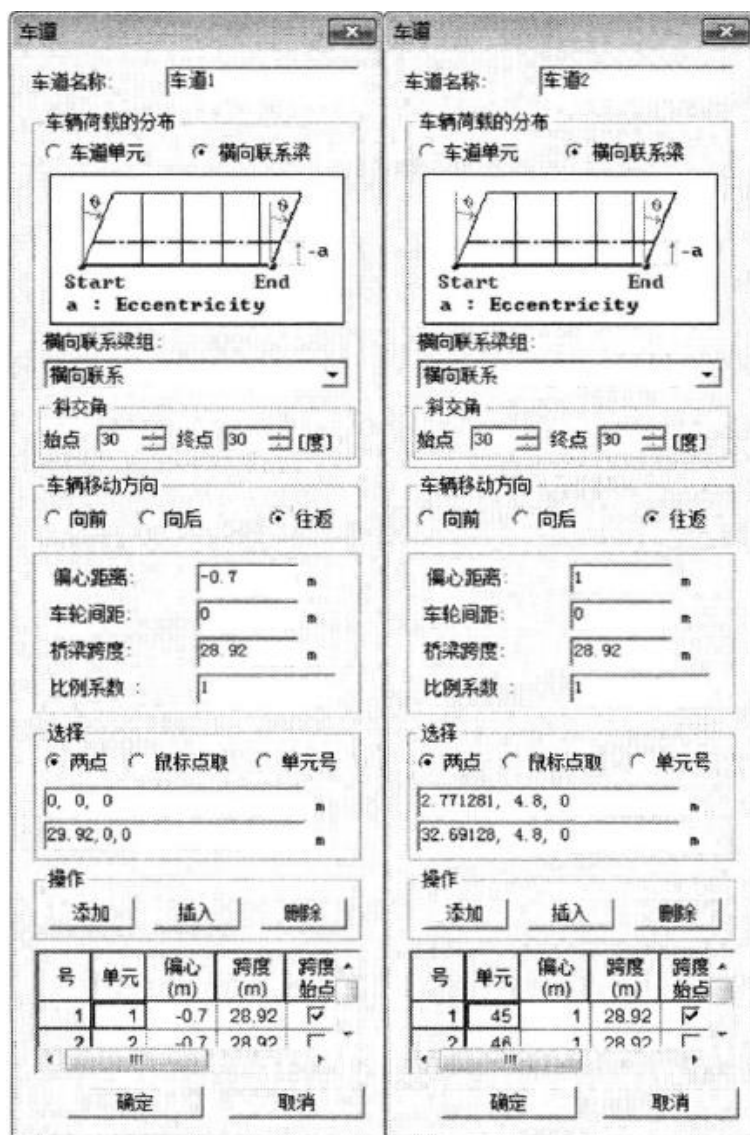 车道
车道名称: 车道1
车辆荷载的分布
车道单元 横向联系梁
θ θ
-a
Start End
a : Eccentricity
横向联系梁组:
横向联系
斜交角
始点 30 终点 30 [度]
车辆移动方向
向前 向后 往返
偏心距离: -0.7 m
车轮间距: 0 m
桥梁跨度: 28.92 m
比例系数 : 1
选择
两点 鼠标点取 单元号
0, 0, 0 m
29.92,0,0 m
操作
添加 插入 删除
号 单元 偏心(m) 跨度(m) 跨度始点
1 1 -0.7 28.92
2 2 -0.7 28.92
确定 取消
车道
车道名称: 车道2
车辆荷载的分布
车道单元 横向联系梁
θ θ
-a
Start End
a : Eccentricity
横向联系梁组:
横向联系
斜交角
始点 30 终点 30 [度]
车辆移动方向
向前 向后 往返
偏心距离: 1 m
车轮间距: 0 m
桥梁跨度: 28.92 m
比例系数 : 1
选择
两点 鼠标点取 单元号
2.771281, 4.8, 0 m
32.69128, 4.8, 0 m
操作
添加 插入 删除
号 单元 偏心(m) 跨度(m) 跨度始点
1 45 1 28.92
2 46 1 28.92
确定 取消